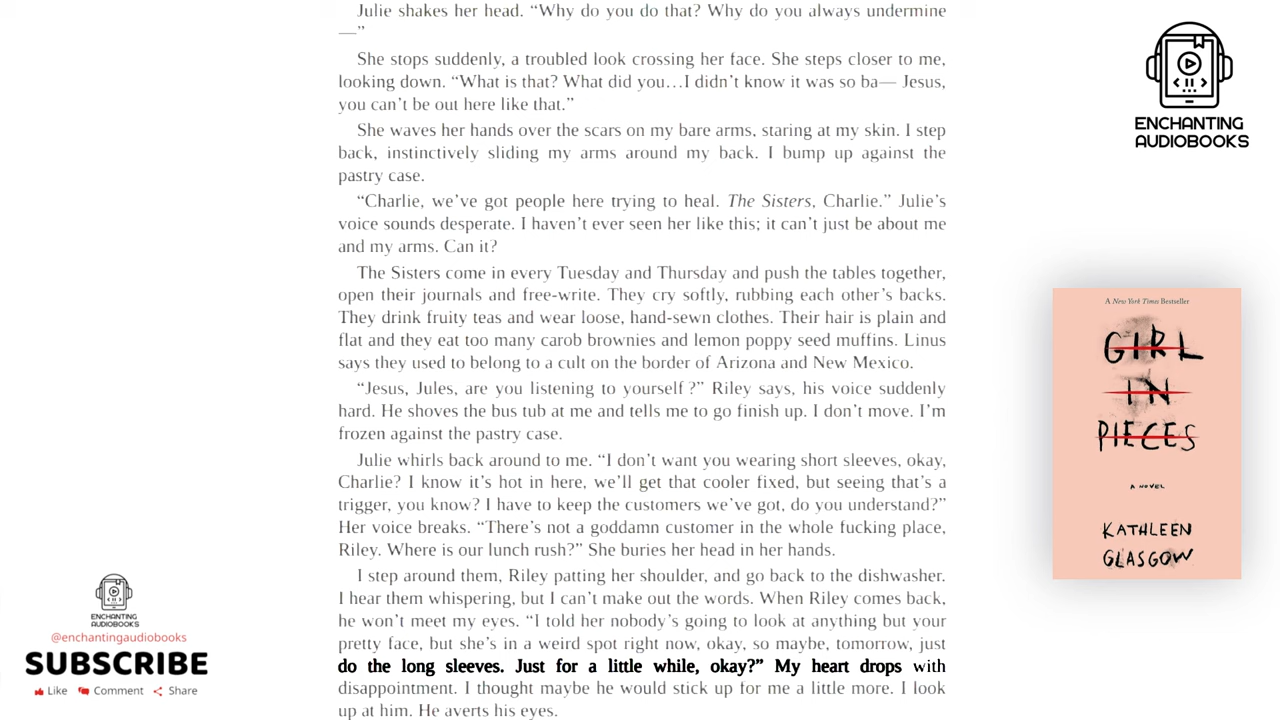 Julie shakes her head. “Why do you do that? Why do you always undermine
—”
She stops suddenly, a troubled look crossing her face. She steps closer to me,
looking down. “What is that? What did you…I didn’t know it was so ba— Jesus,
you can’t be out here like that.”
She waves her hands over the scars on my bare arms, staring at my skin. I step
back, instinctively sliding my arms around my back. I bump up against the
pastry case.
“Charlie, we’ve got people here trying to heal. The Sisters, Charlie.” Julie’s
voice sounds desperate. I haven’t ever seen her like this; it can’t just be about me
and my arms. Can it?
The Sisters come in every Tuesday and Thursday and push the tables together,
open their journals and free-write. They cry softly, rubbing each other’s backs.
They drink fruity teas and wear loose, hand-sewn clothes. Their hair is plain and
flat and they eat too many carob brownies and lemon poppy seed muffins. Linus
says they used to belong to a cult on the border of Arizona and New Mexico.
“Jesus, Jules, are you listening to yourself ?” Riley says, his voice suddenly
hard. He shoves the bus tub at me and tells me to go finish up. I don’t move. I’m
frozen against the pastry case.
Julie whirls back around to me. “I don’t want you wearing short sleeves, okay,
Charlie? I know it’s hot in here, we’ll get that cooler fixed, but seeing that’s a
trigger, you know? I have to keep the customers we’ve got, do you understand?”
Her voice breaks. “There’s not a goddamn customer in the whole fucking place,
Riley. Where is our lunch rush?” She buries her head in her hands.
I step around them, Riley patting her shoulder, and go back to the dishwasher.
I hear them whispering, but I can’t make out the words. When Riley comes back,
he won’t meet my eyes. “I told her nobody’s going to look at anything but your
pretty face, but she’s in a weird spot right now, okay, so maybe, tomorrow, just
do the long sleeves. Just for a little while, okay?” My heart drops with
disappointment. I thought maybe he would stick up for me a little more. I look
up at him. He averts his eyes.
ENCHANTING
AUDIOBOOKS
A New York Times Bestseller
GIRL
IN
PIECES
A NOVEL
KATHLEEN
GLASGOW
ENCHANTING
AUDIOBOOKS
@enchantingaudiobooks
SUBSCRIBE
Like Comment Share